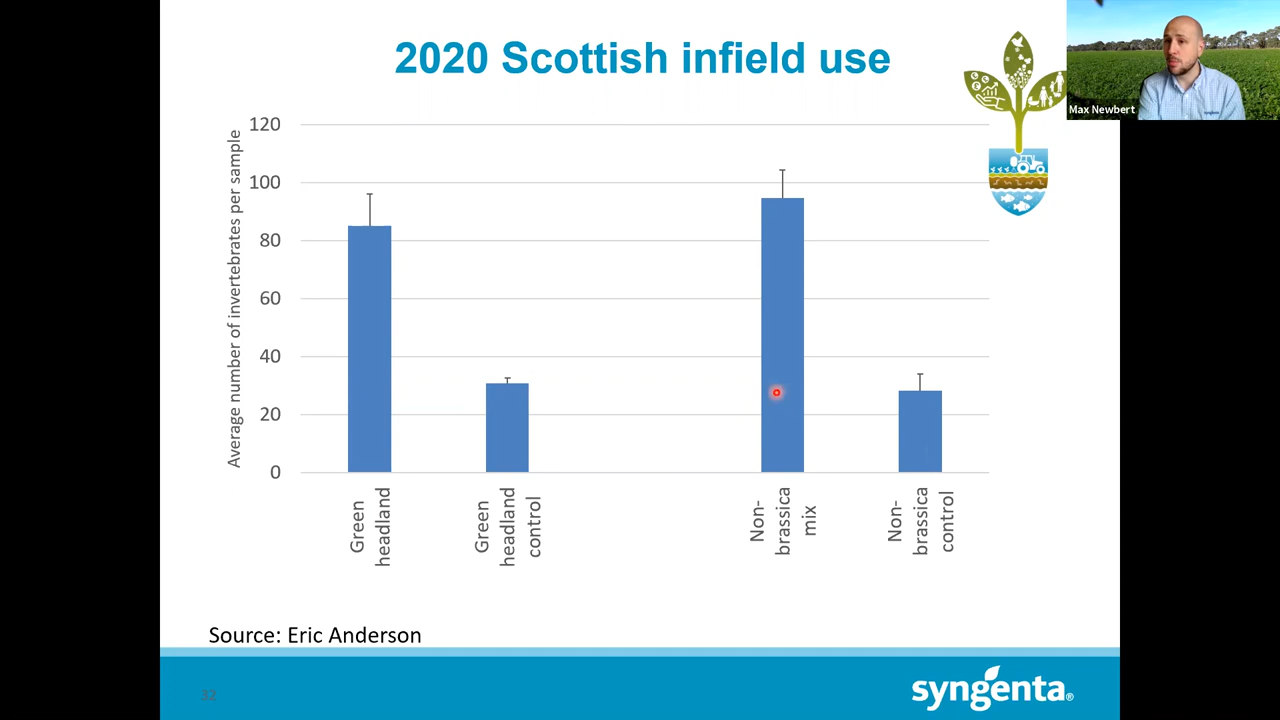 2020 Scottish infield use
Max Newbert
Average number of invertebrates per sample
120
100
80
60
40
20
0
Green
headland
Green
headland
control
Non-
brassica
mix
Non-
brassica
control
Source: Eric Anderson
32
syngenta®